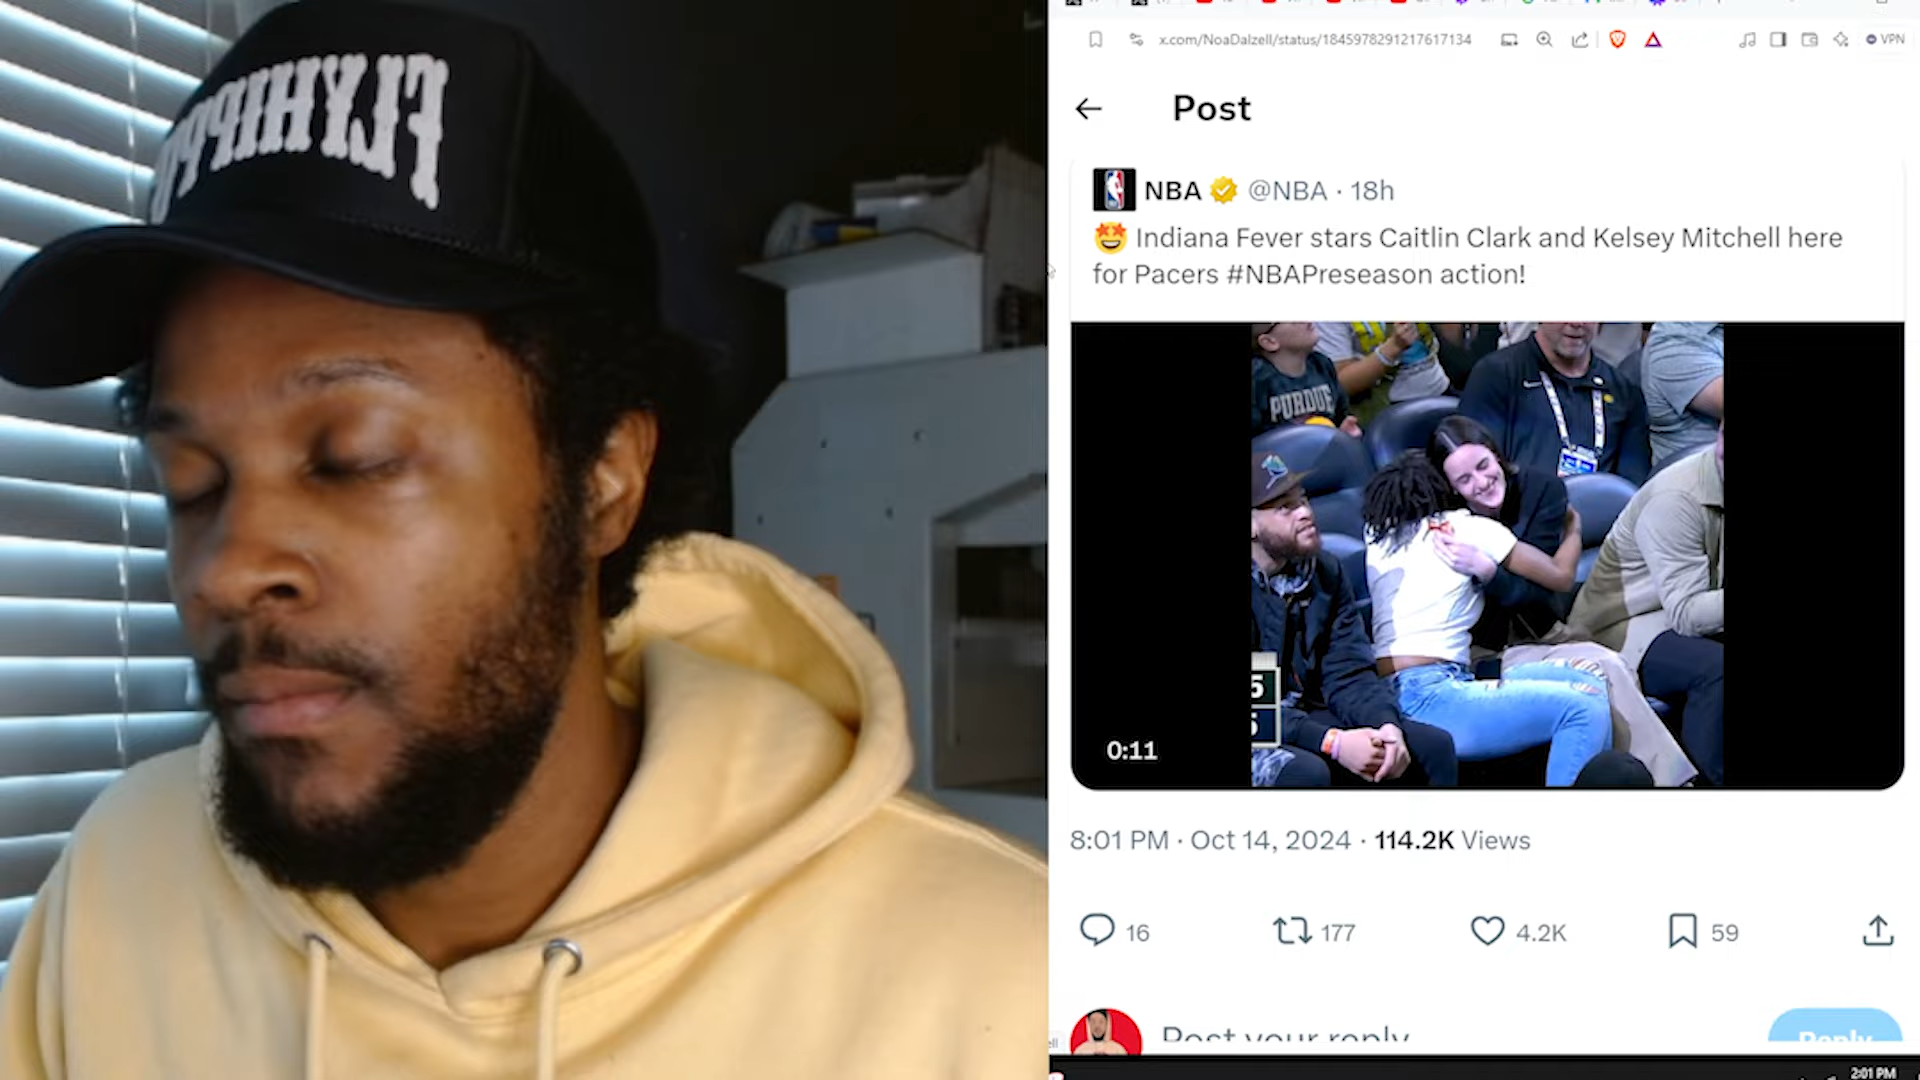 FLYHIPPO
x.com/NoaDalzell/status/1845978291217617134
VPN
Post
NBA @NBA · 18h
🤩 Indiana Fever stars Caitlin Clark and Kelsey Mitchell here
for Pacers #NBAPreseason action!
PURDUE
0:11
8:01 PM · Oct 14, 2024 · 114.2K Views
16 177 4.2K 59
Post your reply
Reply
2:01 PM